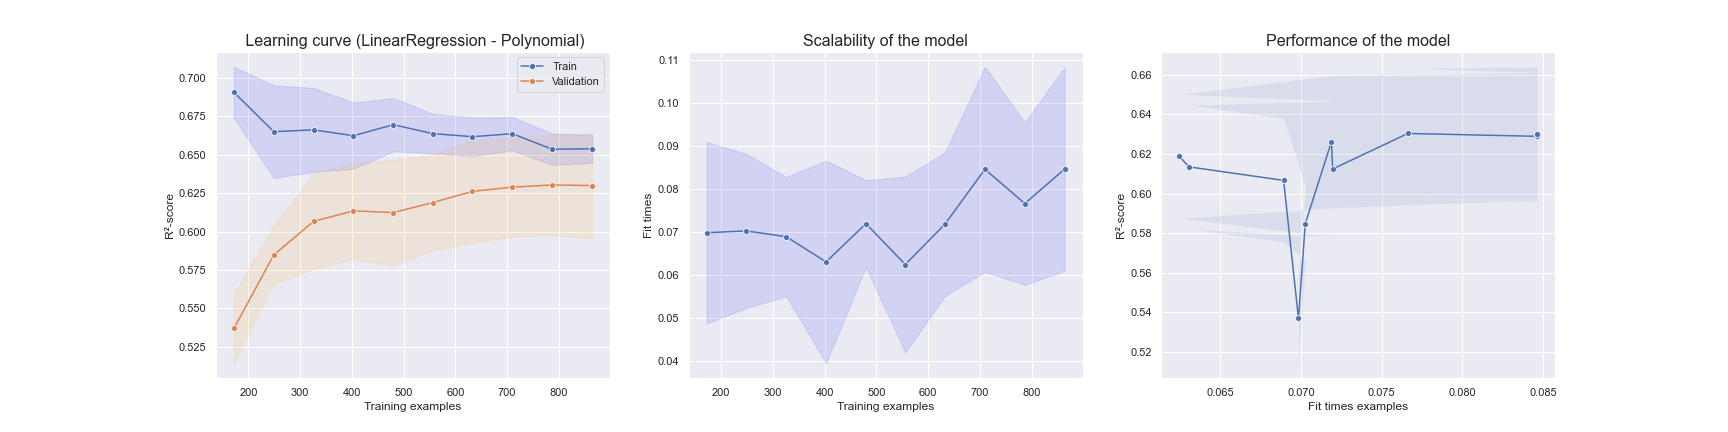 Learning curve (LinearRegression - Polynomial)
Train
Validation
R²-score
0.700
0.675
0.650
0.625
0.600
0.575
0.550
0.525
200 300 400 500 600 700 800
Training examples
Scalability of the model
Fit times
0.11
0.10
0.09
0.08
0.07
0.06
0.05
0.04
200 300 400 500 600 700 800
Training examples
Performance of the model
R²-score
0.66
0.64
0.62
0.60
0.58
0.56
0.54
0.52
0.065 0.070 0.075 0.080 0.085
Fit times examples